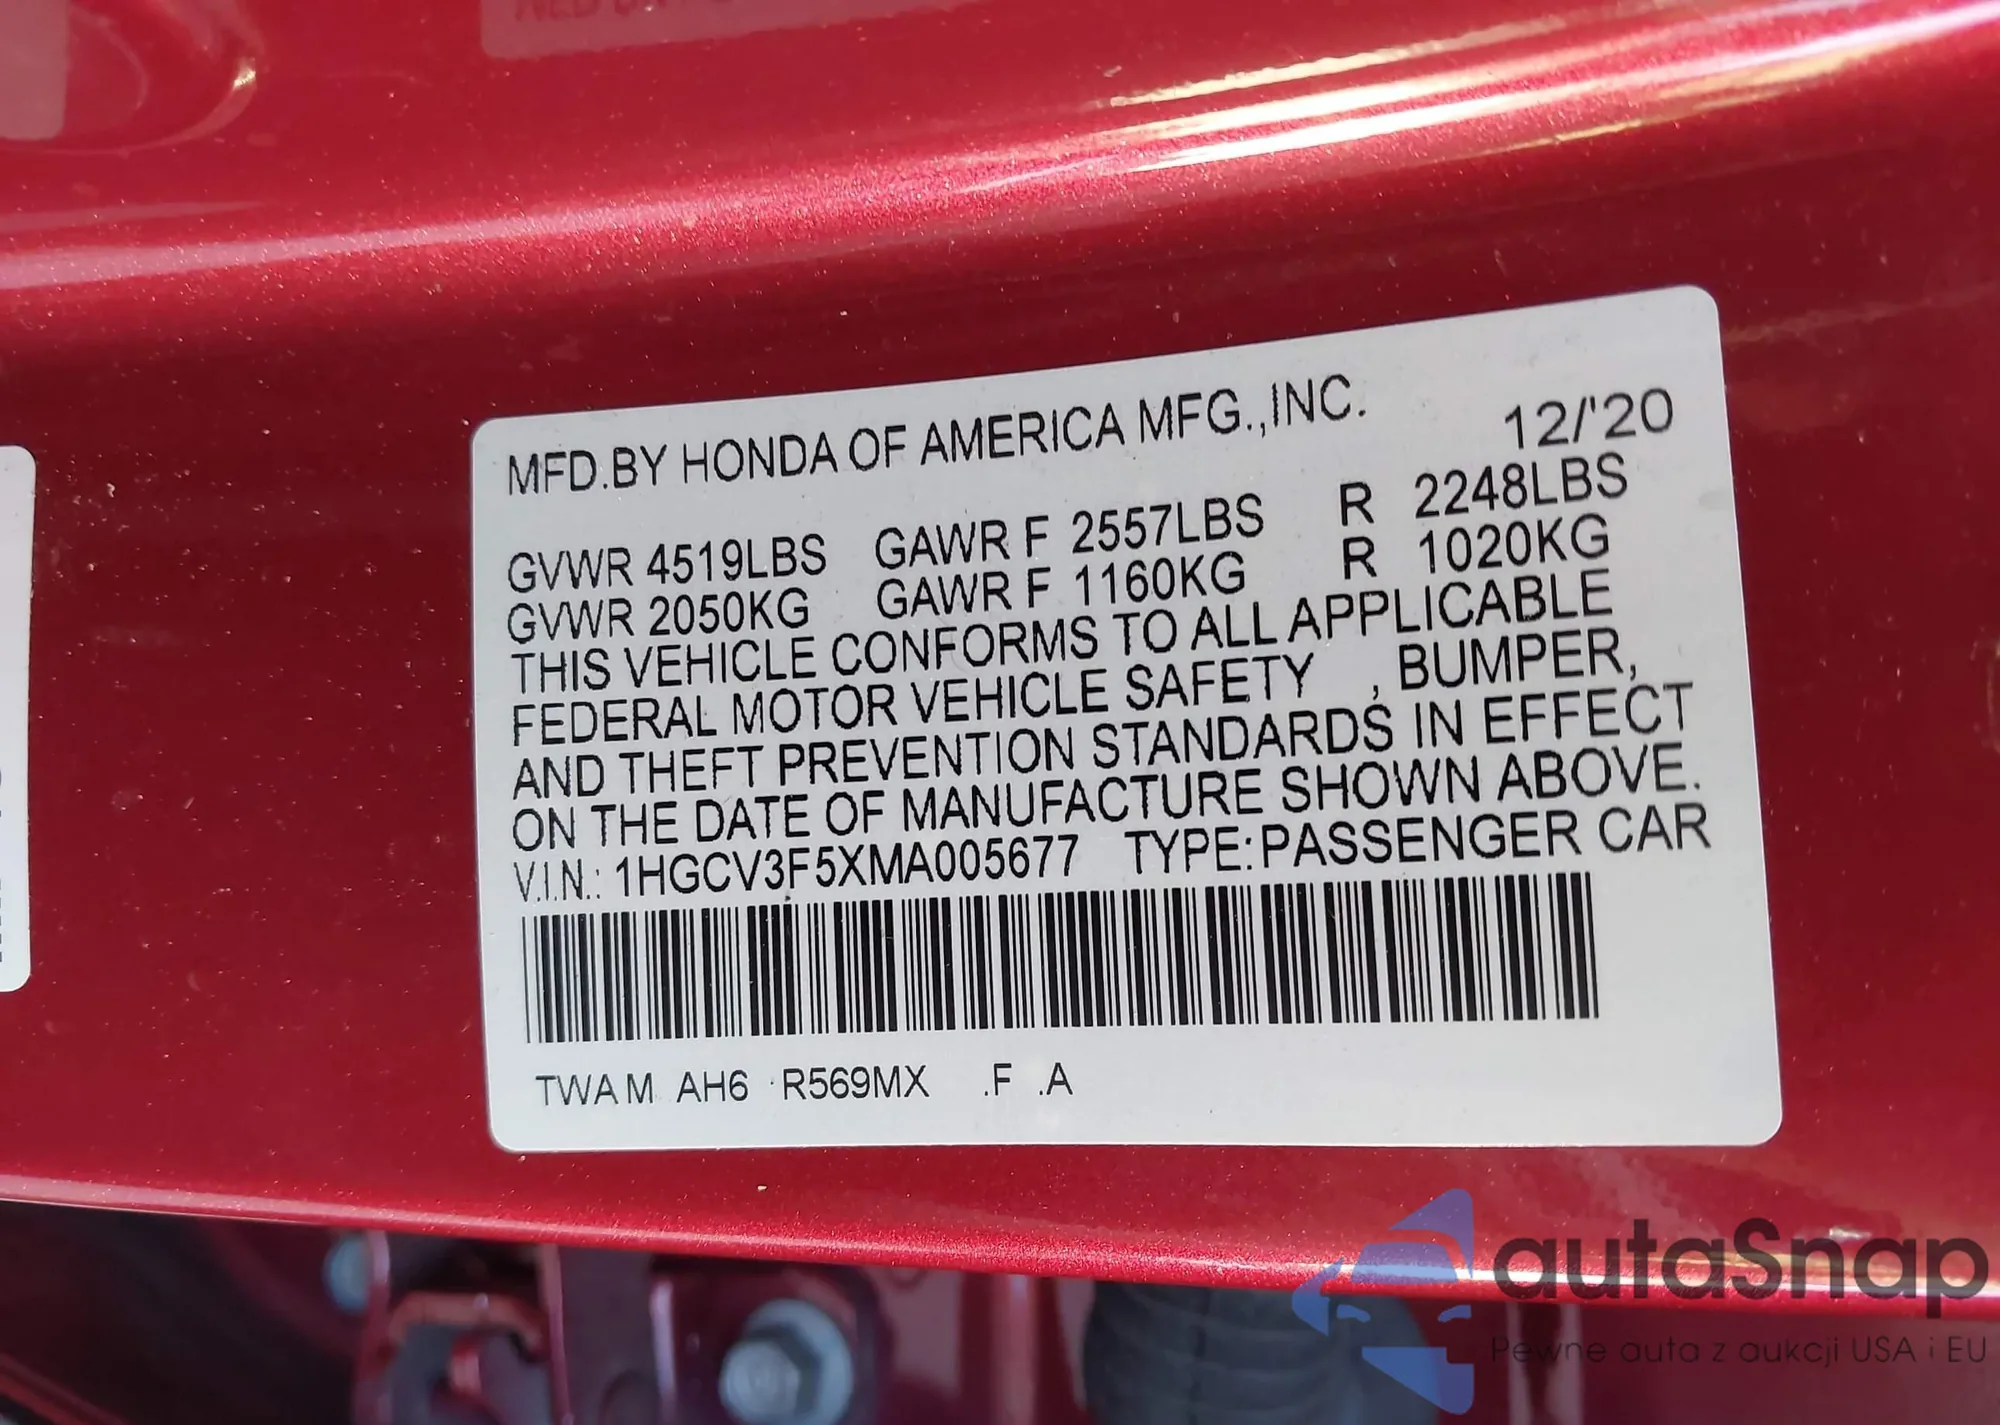 MFD.BY HONDA OF AMERICA MFG.,INC. 12/'20
GVWR 4519LBS GAWR F 2557LBS R 2248LBS
GVWR 2050KG GAWR F 1160KG R 1020KG
THIS VEHICLE CONFORMS TO ALL APPLICABLE
FEDERAL MOTOR VEHICLE SAFETY , BUMPER,
AND THEFT PREVENTION STANDARDS IN EFFECT
ON THE DATE OF MANUFACTURE SHOWN ABOVE.
V.I.N.: 1HGCV3F5XMA005677 TYPE:PASSENGER CAR
TWA M AH6 R569MX .F .A
autaSnap
Pewne auta z aukcji USA i EU